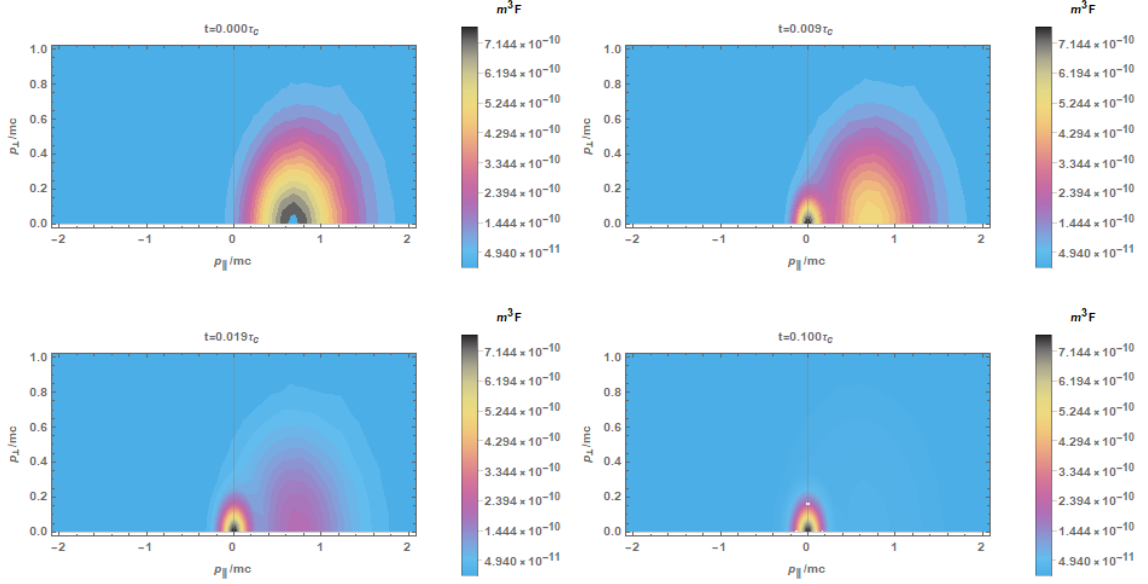 t=0.000τc
p⊥/mc
1.0
0.8
0.6
0.4
0.2
0.0
-2 -1 0 1 2
p∥/mc
m³F
7.144 × 10⁻¹⁰
6.194 × 10⁻¹⁰
5.244 × 10⁻¹⁰
4.294 × 10⁻¹⁰
3.344 × 10⁻¹⁰
2.394 × 10⁻¹⁰
1.444 × 10⁻¹⁰
4.940 × 10⁻¹¹
t=0.009τc
p⊥/mc
1.0
0.8
0.6
0.4
0.2
0.0
-2 -1 0 1 2
p∥/mc
m³F
7.144 × 10⁻¹⁰
6.194 × 10⁻¹⁰
5.244 × 10⁻¹⁰
4.294 × 10⁻¹⁰
3.344 × 10⁻¹⁰
2.394 × 10⁻¹⁰
1.444 × 10⁻¹⁰
4.940 × 10⁻¹¹
t=0.019τc
p⊥/mc
1.0
0.8
0.6
0.4
0.2
0.0
-2 -1 0 1 2
p∥/mc
m³F
7.144 × 10⁻¹⁰
6.194 × 10⁻¹⁰
5.244 × 10⁻¹⁰
4.294 × 10⁻¹⁰
3.344 × 10⁻¹⁰
2.394 × 10⁻¹⁰
1.444 × 10⁻¹⁰
4.940 × 10⁻¹¹
t=0.100τc
p⊥/mc
1.0
0.8
0.6
0.4
0.2
0.0
-2 -1 0 1 2
p∥/mc
m³F
7.144 × 10⁻¹⁰
6.194 × 10⁻¹⁰
5.244 × 10⁻¹⁰
4.294 × 10⁻¹⁰
3.344 × 10⁻¹⁰
2.394 × 10⁻¹⁰
1.444 × 10⁻¹⁰
4.940 × 10⁻¹¹